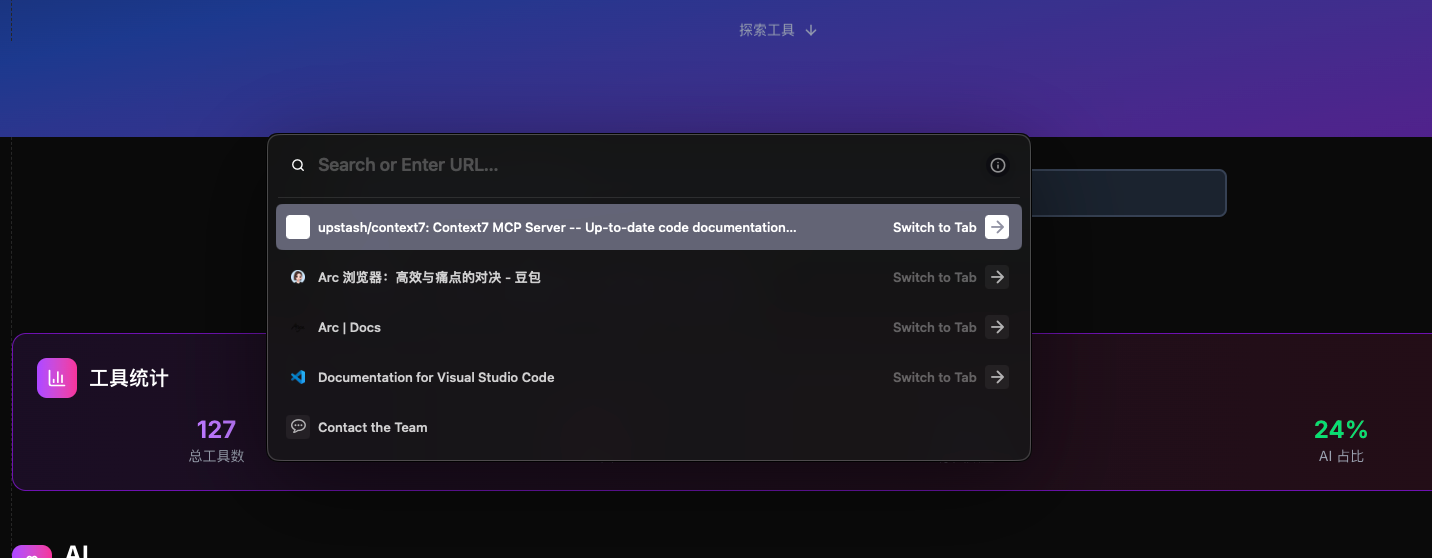 探索工具 ↓
Search or Enter URL...
upstash/context7: Context7 MCP Server -- Up-to-date code documentation... Switch to Tab
Arc 浏览器：高效与痛点的对决 - 豆包 Switch to Tab
Arc | Docs Switch to Tab
Documentation for Visual Studio Code Switch to Tab
Contact the Team
工具统计
127
总工具数
24%
AI 占比
AI